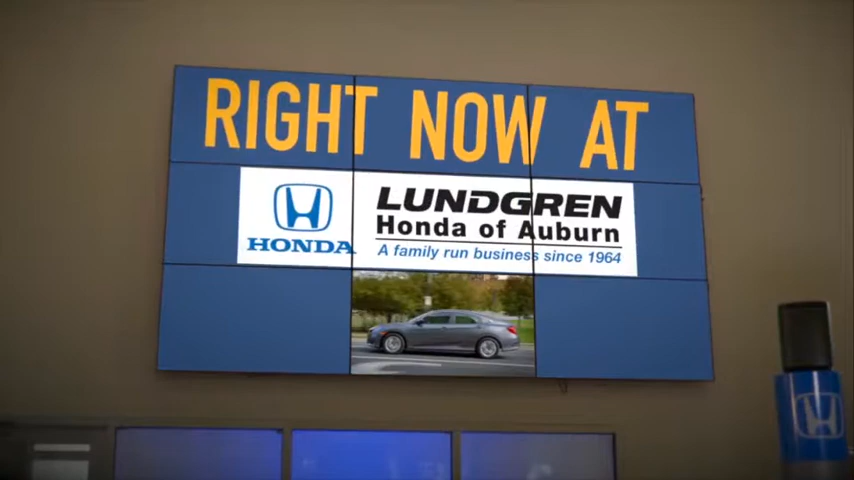 RIGHT NOW AT
LUNDGREN
Honda of Auburn
HONDA
A family run business since 1964